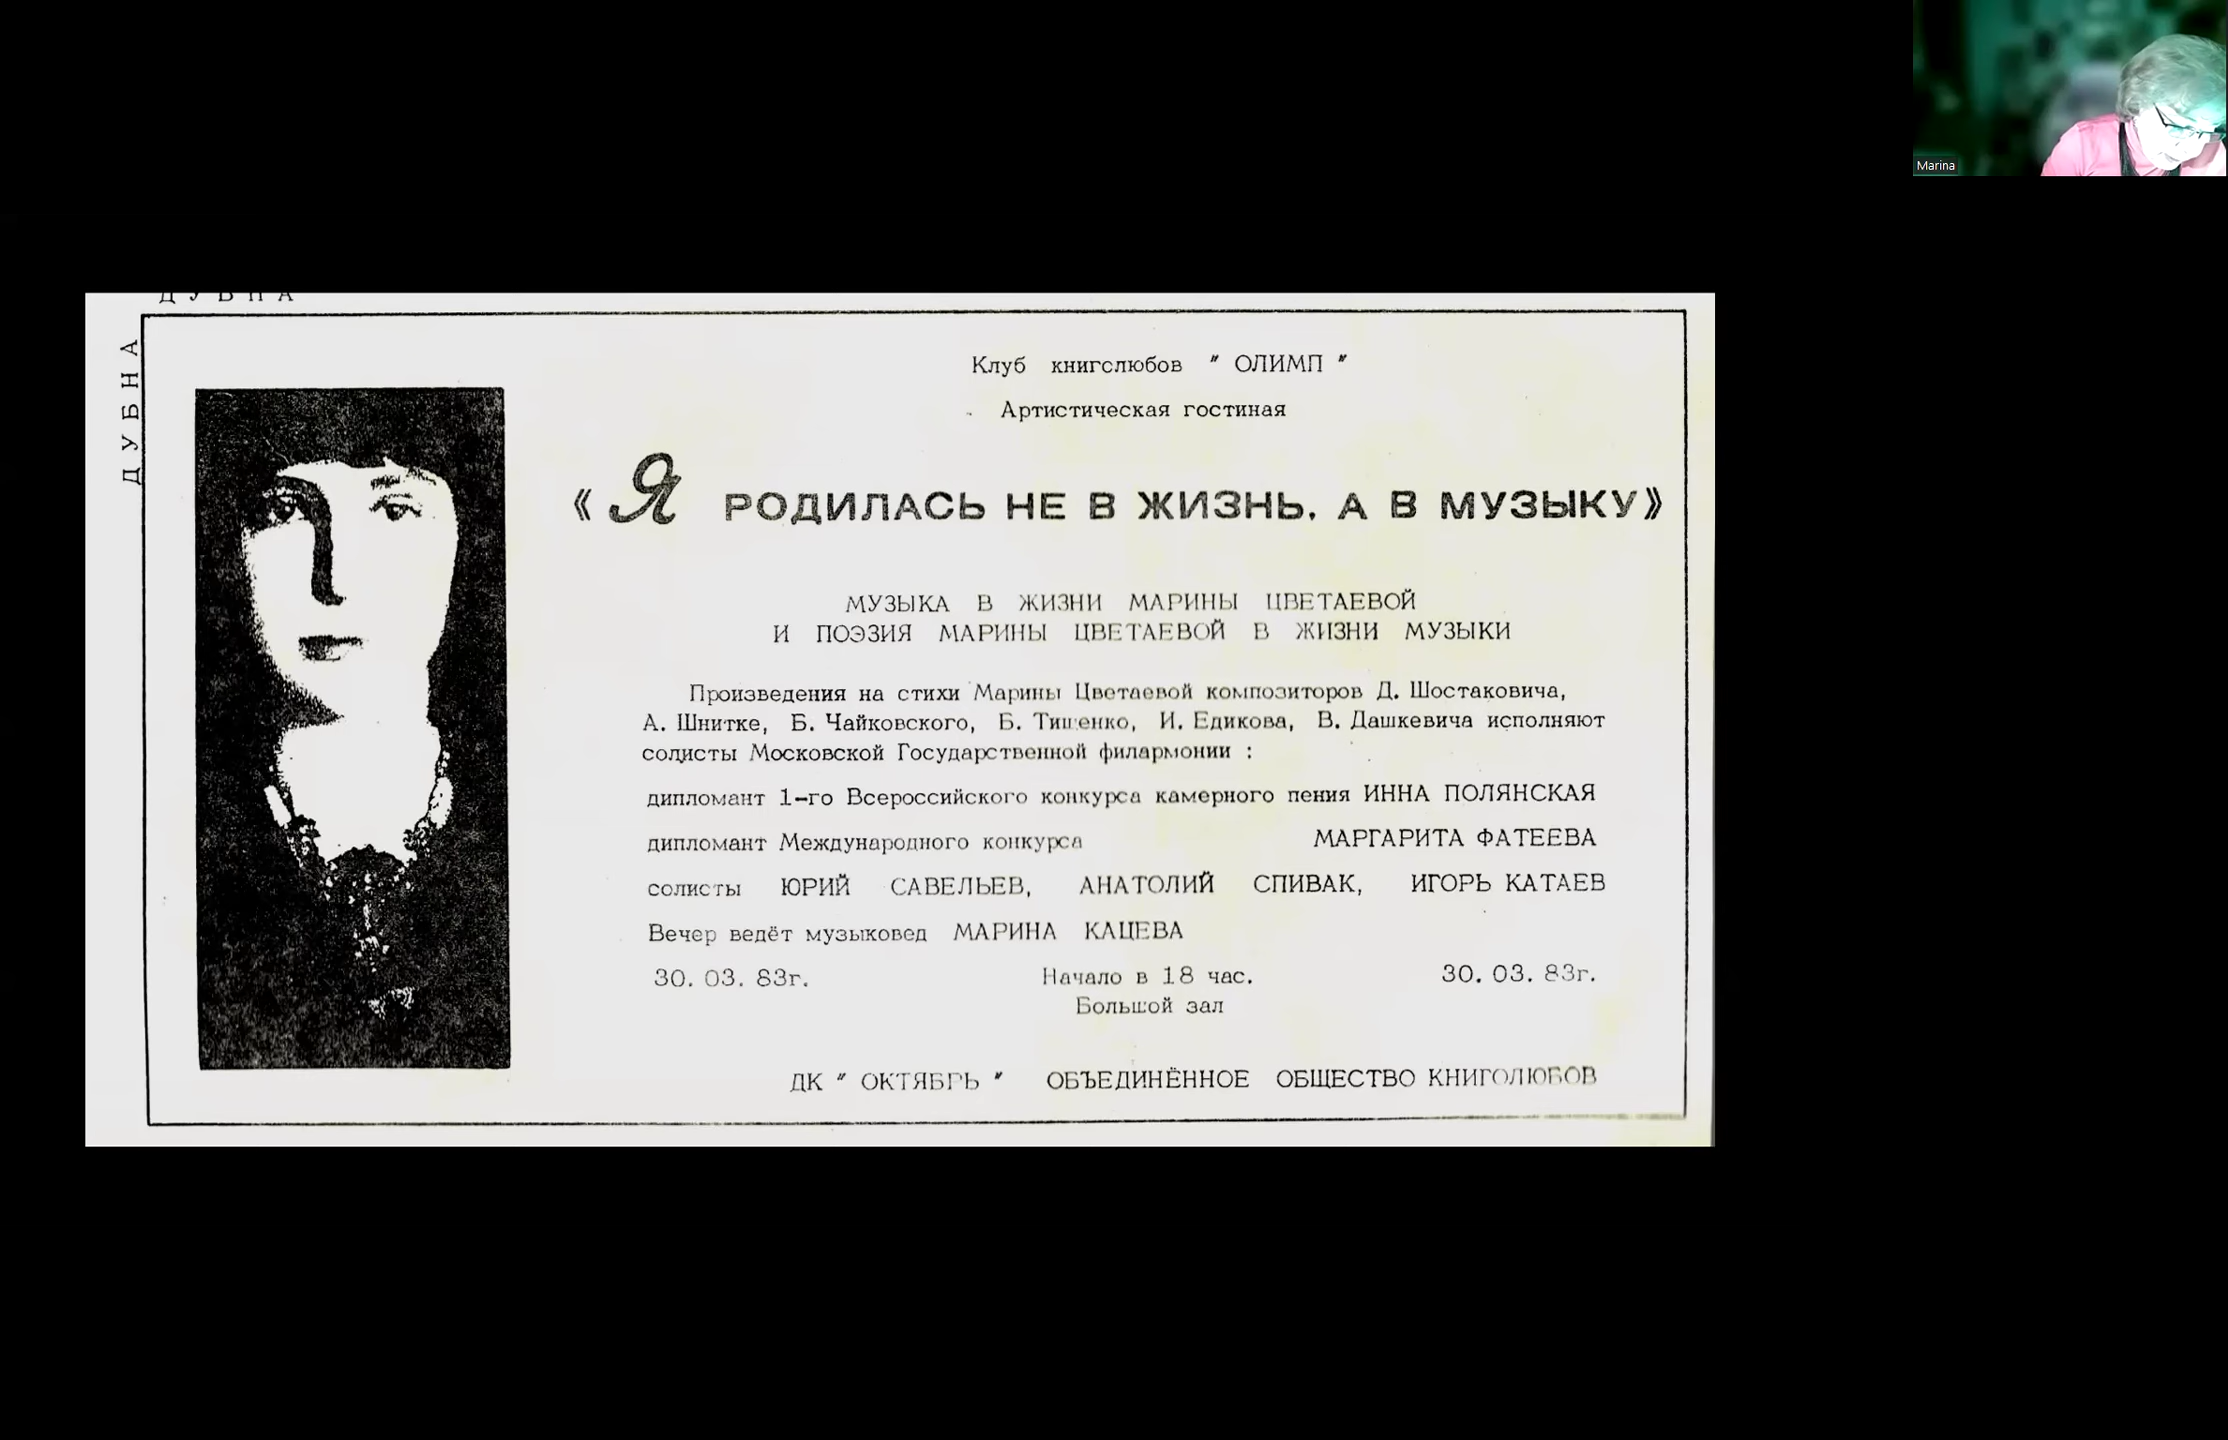 Marina
ДУБНА
ДУБНА
Клуб книгслюбов " ОЛИМП "
Артистическая гостиная
«Я РОДИЛАСЬ НЕ В ЖИЗНЬ, А В МУЗЫКУ»
МУЗЫКА В ЖИЗНИ МАРИНЫ ЦВЕТАЕВОЙ
И ПОЭЗИЯ МАРИНЫ ЦВЕТАЕВОЙ В ЖИЗНИ МУЗЫКИ
Произведения на стихи Марины Цветаевой композиторов Д. Шостаковича,
А. Шнитке, Б. Чайковского, Б. Тищенко, И. Едикова, В. Дашкевича исполняют
солисты Московской Государственной филармонии :
дипломант 1-го Всероссийского конкурса камерного пения ИННА ПОЛЯНСКАЯ
дипломант Международного конкурса МАРГАРИТА ФАТЕЕВА
солисты ЮРИЙ САВЕЛЬЕВ, АНАТОЛИЙ СПИВАК, ИГОРЬ КАТАЕВ
Вечер ведёт музыковед МАРИНА КАЦЕВА
30. 03. 83г. Начало в 18 час. 30. 03. 83г.
Большой зал
ДК " ОКТЯБРЬ " ОБЪЕДИНЁННОЕ ОБЩЕСТВО КНИГОЛЮБОВ